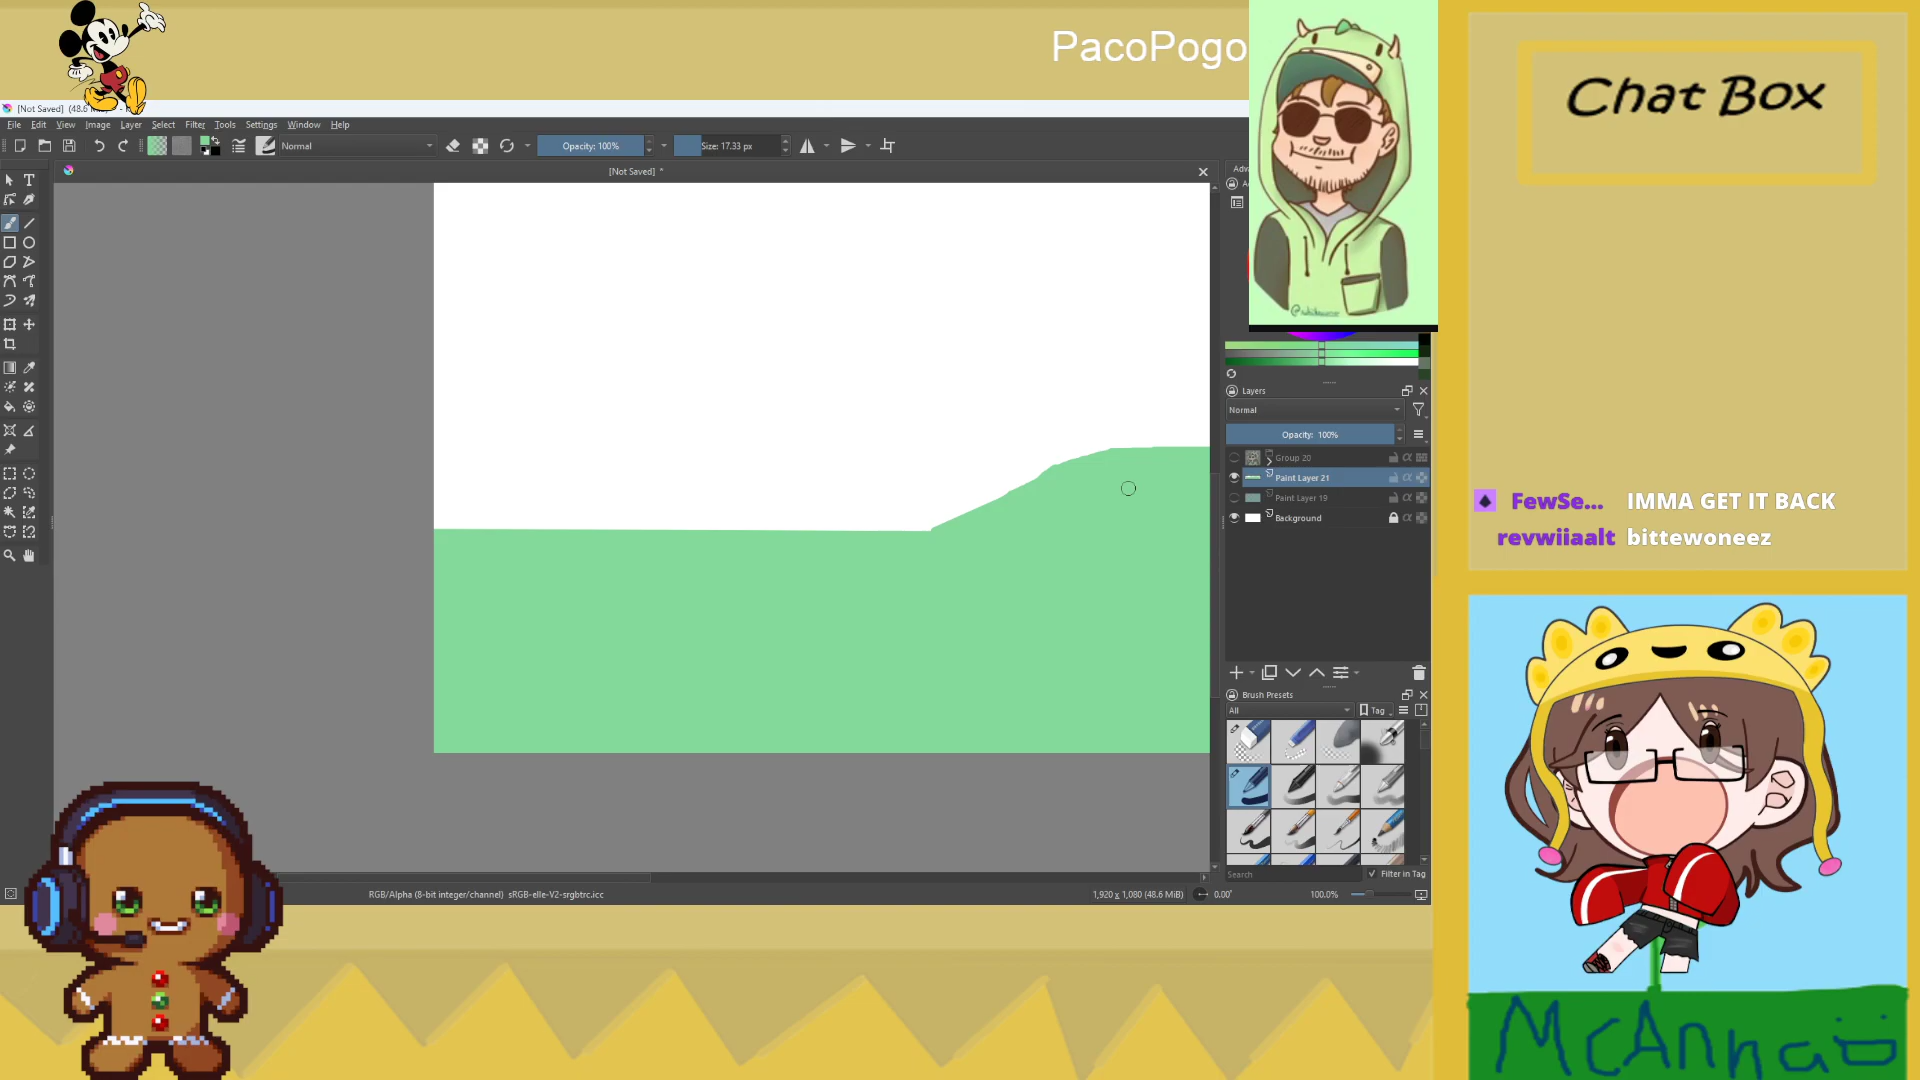 PacoPogo
Chat Box
[Not Saved] (48.6
File Edit View Image Layer Select Filter Tools Settings Window Help
Normal
Opacity: 100%
Size: 17.33 px
[Not Saved] *
Layers
Normal
Opacity: 100%
Group 20
Paint Layer 21
Paint Layer 19
Background
FewSe... IMMA GET IT BACK
revwiiaalt bittewoneez
Brush Presets
All
Tag
Search
Filter in Tag
RGB/Alpha (8-bit integer/channel) sRGB-elle-V2-srgbtrc.icc
1,920 x 1,080 (48.6 MiB)
0.00°
100.0%
McAnna